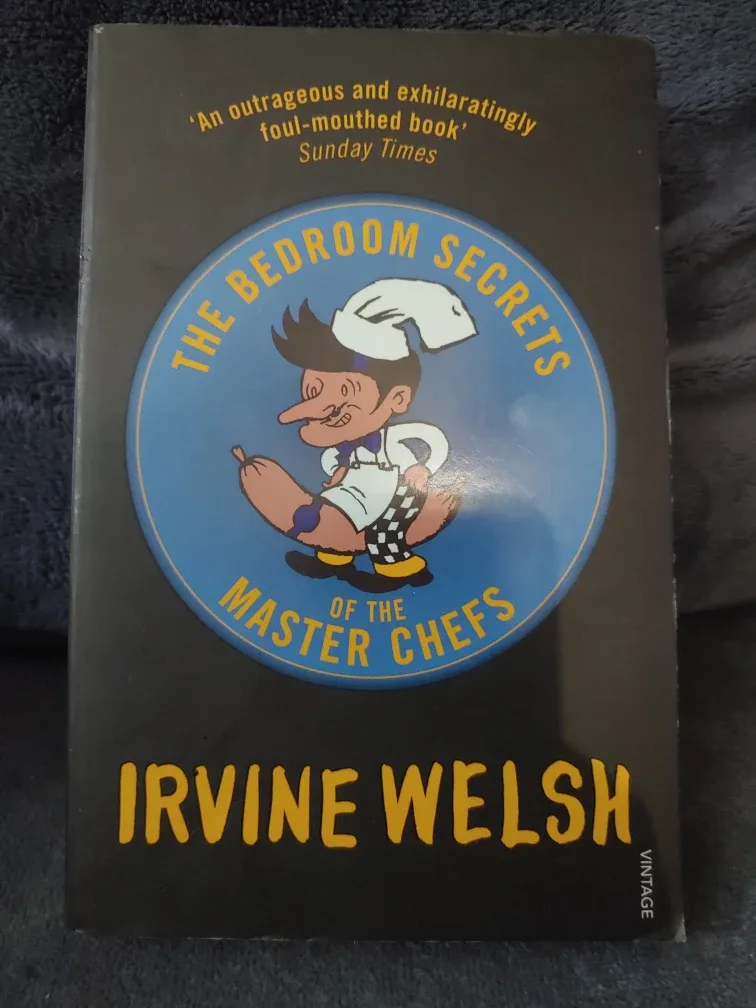 'An outrageous and exhilaratingly
foul-mouthed book'
Sunday Times
THE BEDROOM SECRETS
OF THE
MASTER CHEFS
IRVINE WELSH
VINTAGE